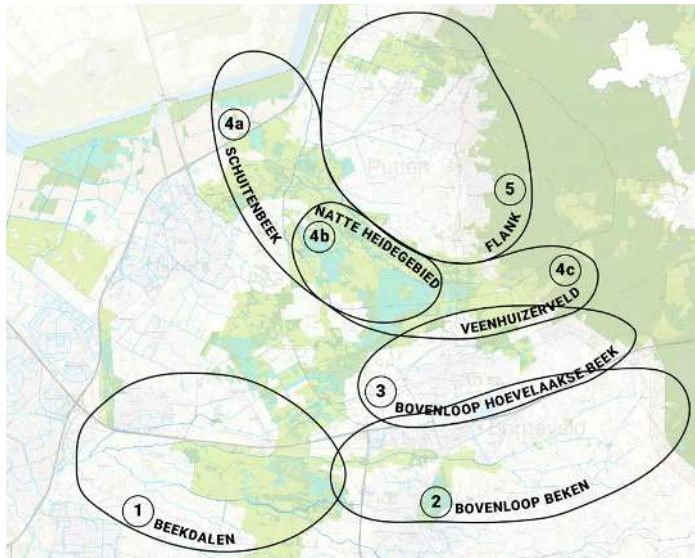 4a
SCHUITENBEEK
Putten
5
FLANK
NATTE HEIDEGEBIED
4b
4c
VEENHUIZERVELD
Nijkerk
3
BOVENLOOP HOEVELAAKSE BEEK
Barneveld
2
BOVENLOOP BEKEN
1
BEEKDALEN